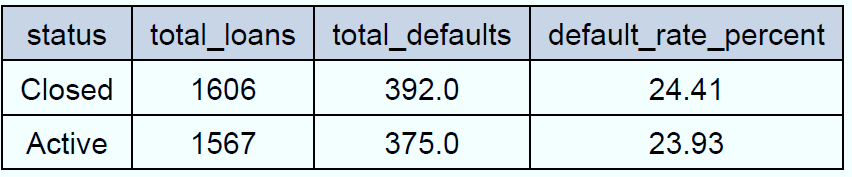 status total_loans total_defaults default_rate_percent
Closed 1606 392.0 24.41
Active 1567 375.0 23.93